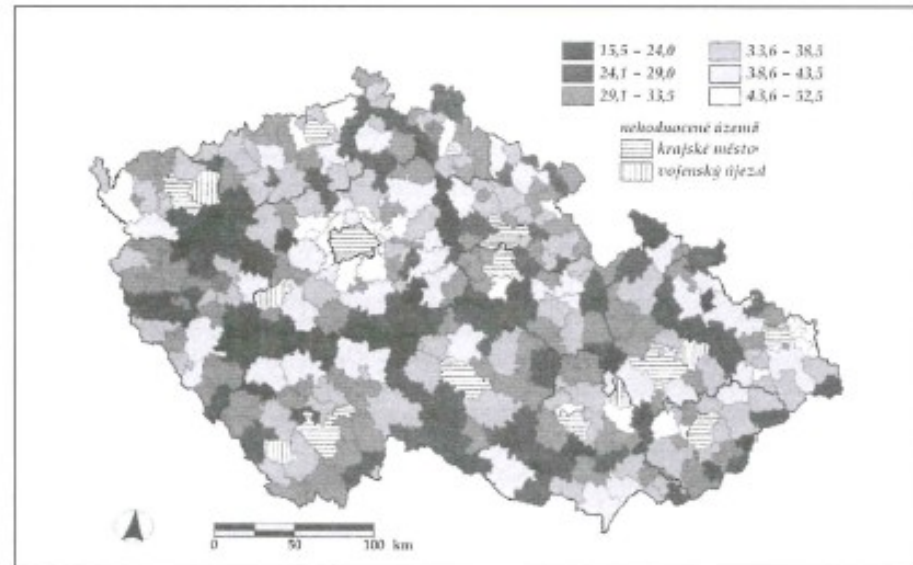 15,5 – 24,0
24,1 – 29,0
29,1 – 33,5
33,6 – 38,5
38,6 – 43,5
43,6 – 52,5
nehodnocené území
krajské město
vojenský újezd
0 50 100 km